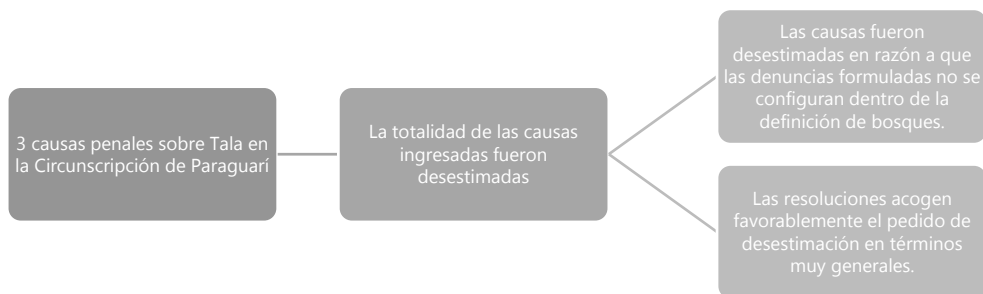 3 causas penales sobre Tala en
la Circunscripción de Paraguarí
La totalidad de las causas
ingresadas fueron
desestimadas
Las causas fueron
desestimadas en razón a que
las denuncias formuladas no se
configuran dentro de la
definición de bosques.
Las resoluciones acogen
favorablemente el pedido de
desestimación en términos
muy generales.